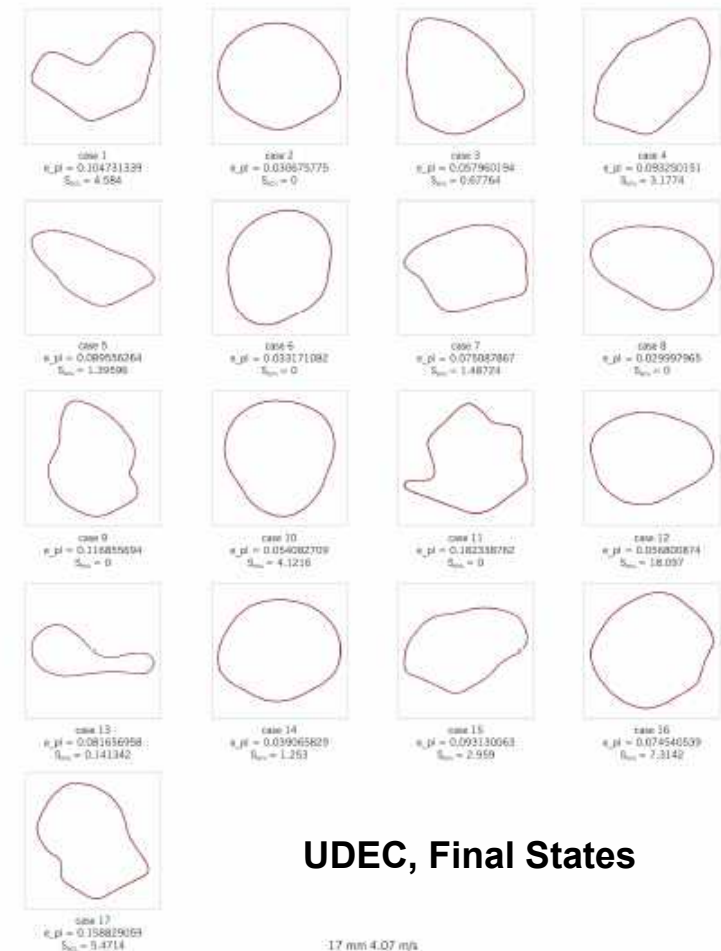 case 1
e_pl = 0.104731339
= 4.584
case 2
e_pl = 0.030675775
= 0
case 3
e_pl = 0.057960194
= 0.67764
case 4
e_pl = 0.093250151
= 3.1774
case 5
e_pl = 0.089556264
= 1.39596
case 6
e_pl = 0.033171082
= 0
case 7
e_pl = 0.075087867
= 1.48724
case 8
e_pl = 0.029997965
= 0
case 9
e_pl = 0.116855694
= 0
case 10
e_pl = 0.054082709
= 4.1216
case 11
e_pl = 0.182338762
= 0
case 12
e_pl = 0.056800874
= 18.097
case 13
e_pl = 0.081656958
= 0.141342
case 14
e_pl = 0.039065829
= 1.253
case 15
e_pl = 0.093130063
= 2.959
case 16
e_pl = 0.074540539
= 7.3142
case 17
e_pl = 0.158829059
= 5.4714
UDEC, Final States
17 mm 4.07 m/s